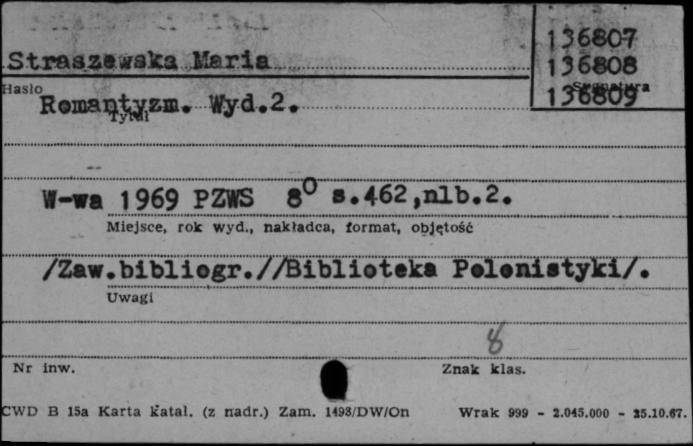 136807
Straszewska Maria 136808
Hasło Sygnatura
Romantyzm. Wyd.2. 136809
Tytuł
W-wa 1969 PZWS 8⁰ s.462,nlb.2.
Miejsce, rok wyd., nakładca, format, objętość
/Zaw.bibliogr.//Biblioteka Polonistyki/.
Uwagi
8
Nr inw. Znak klas.
CWD B 15a Karta katal. (z nadr.) Zam. 1498/DW/On Wrak 999 - 2.045.000 - 25.10.67.